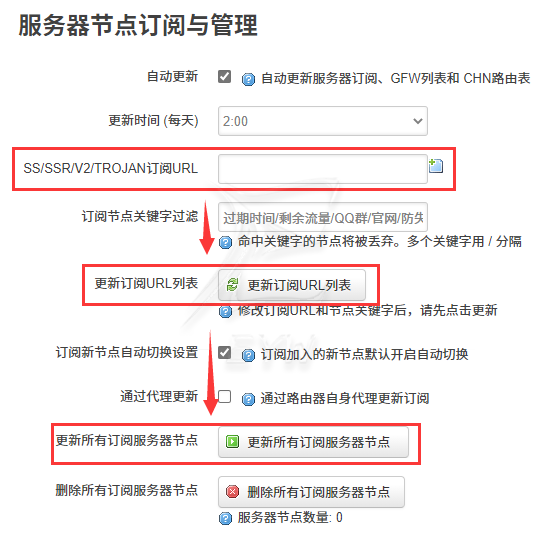 服务器节点订阅与管理
自动更新 自动更新服务器订阅、GFW列表和 CHN路由表
更新时间 (每天) 2:00
SS/SSR/V2/TROJAN订阅URL
订阅节点关键字过滤 过期时间/剩余流量/QQ群/官网/防失
命中关键字的节点将被丢弃。多个关键字用 / 分隔
更新订阅URL列表 更新订阅URL列表
修改订阅URL和节点关键字后，请先点击更新
订阅新节点自动切换设置 订阅加入的新节点默认开启自动切换
通过代理更新 通过路由器自身代理更新订阅
更新所有订阅服务器节点 更新所有订阅服务器节点
删除所有订阅服务器节点 删除所有订阅服务器节点
服务器节点数量: 0